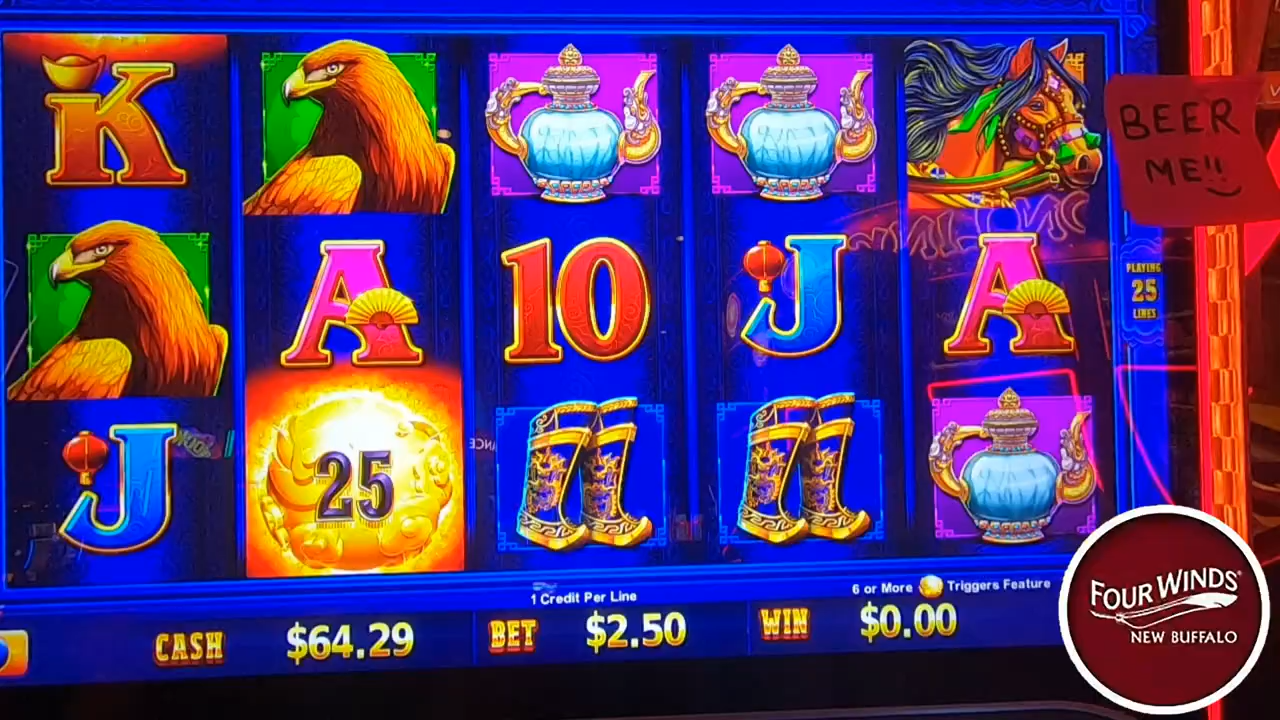 K
A
10
J
A
J
25
BEER
ME!!
PLAYING
25
LINES
1 Credit Per Line
6 or More Triggers Feature
CASH $64.29
BET $2.50
WIN $0.00
FOUR WINDS®
NEW BUFFALO